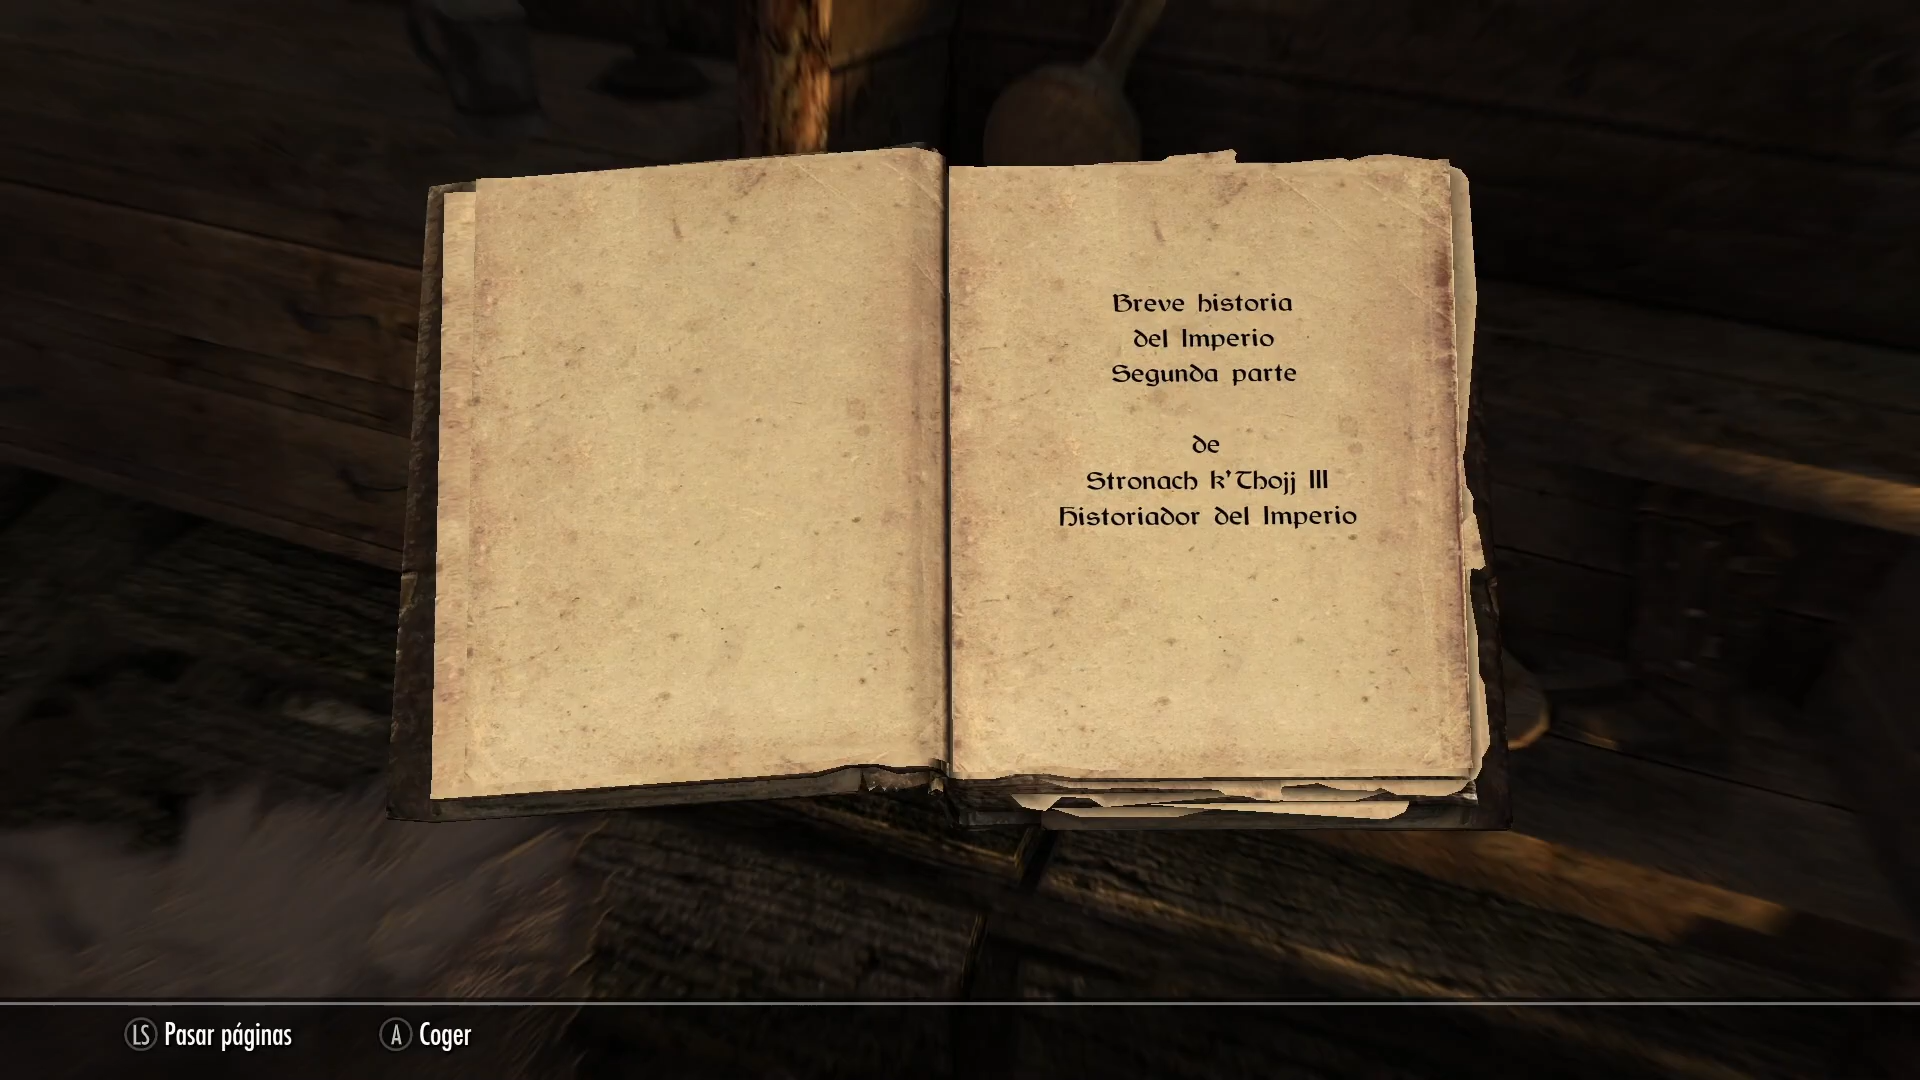 Breve historia
del Imperio
Segunda parte
de
Stronach k'Thojj III
Historiador del Imperio
LS Pasar páginas
A Coger